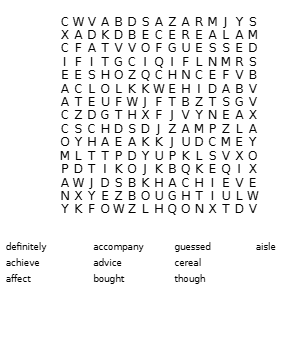 C W V A B D S A Z A R M J Y S
X A D K D B E C E R E A L A M
C F A T V V O F G U E S S E D
I F I T G C I Q I F L N M R S
E E S H O Z Q C H N C E F V B
A C L O L K K W E H I D A B V
A T E U F W J F T B Z T S G V
C Z D G T H X F J V Y N E A X
C S C H D S D J Z A M P Z L A
O Y H A E A K K J U D C M E Y
M L T T P D Y U P K L S V X O
P D T I K O J K B Q K E Q I X
A W J D S B K H A C H I E V E
N X Y E Z B O U G H T I U L W
Y K F O W Z L H Q O N X T D V
definitely accompany guessed aisle
achieve advice cereal
affect bought though